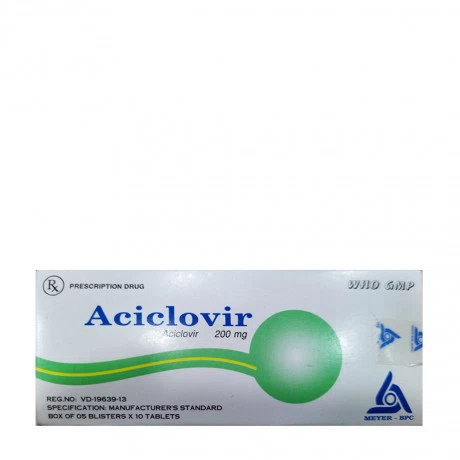 Rx PRESCRIPTION DRUG
WHO GMP
Aciclovir
Aciclovir 200 mg
REG.NO: VD-19639-13
SPECIFICATION: MANUFACTURER'S STANDARD
BOX OF 05 BLISTERS X 10 TABLETS
MEYER - BPC